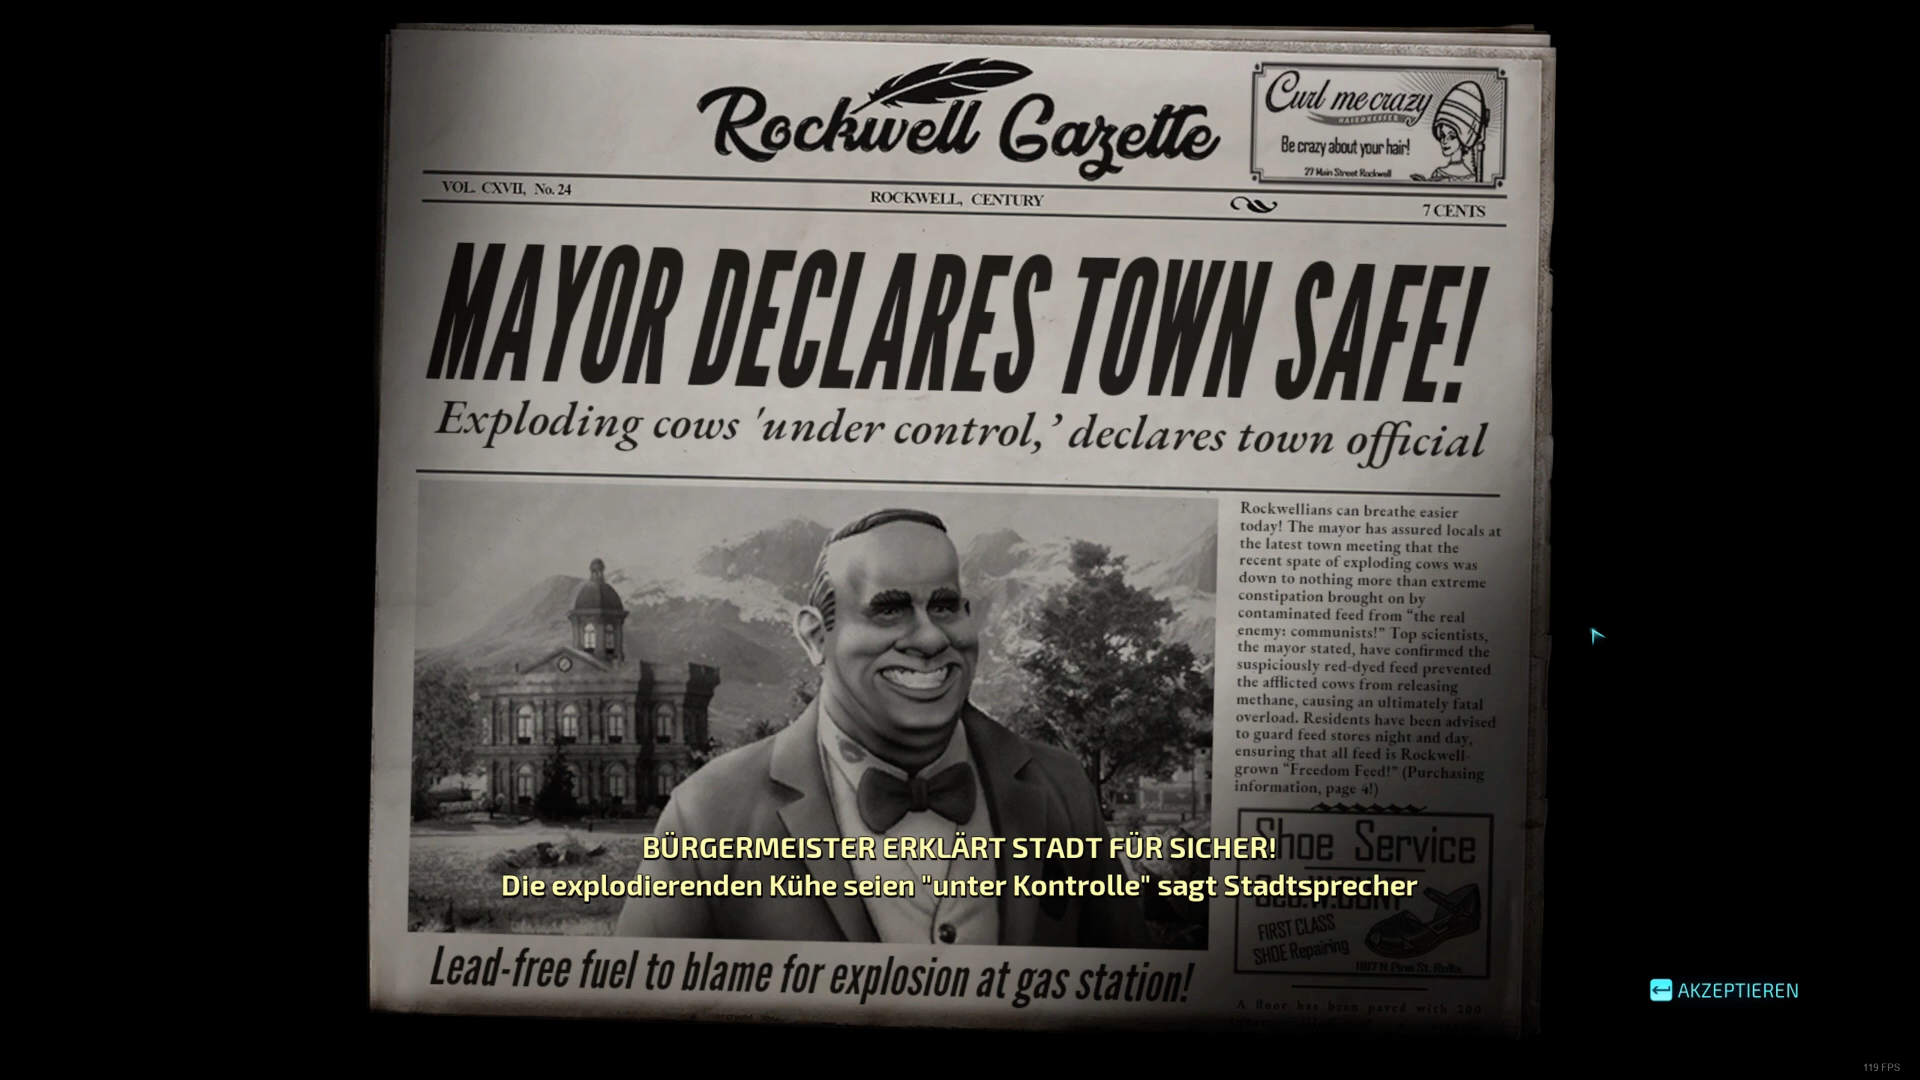 Rockwell Gazette
Curl me crazy
HAIRDRESSER
Be crazy about your hair!
27 Main Street Rockwell
VOL. CXVII, No. 24
ROCKWELL, CENTURY
7 CENTS
MAYOR DECLARES TOWN SAFE!
Exploding cows 'under control,' declares town official
Rockwellians can breathe easier
today! The mayor has assured locals at
the latest town meeting that the
recent spate of exploding cows was
down to nothing more than extreme
constipation brought on by
contaminated feed from “the real
enemy: communists!” Top scientists,
the mayor stated, have confirmed the
suspiciously red-dyed feed prevented
the afflicted cows from releasing
methane, causing an ultimately fatal
overload. Residents have been advised
to guard feed stores night and day,
ensuring that all feed is Rockwell-
grown “Freedom Feed!” (Purchasing
information, page 4!)
BÜRGERMEISTER ERKLÄRT STADT FÜR SICHER!
Die explodierenden Kühe seien "unter Kontrolle" sagt Stadtsprecher
Shoe Service
FIRST CLASS
SHOE Repairing
Lead-free fuel to blame for explosion at gas station!
A floor has been paved with 200
AKZEPTIEREN
119 FPS